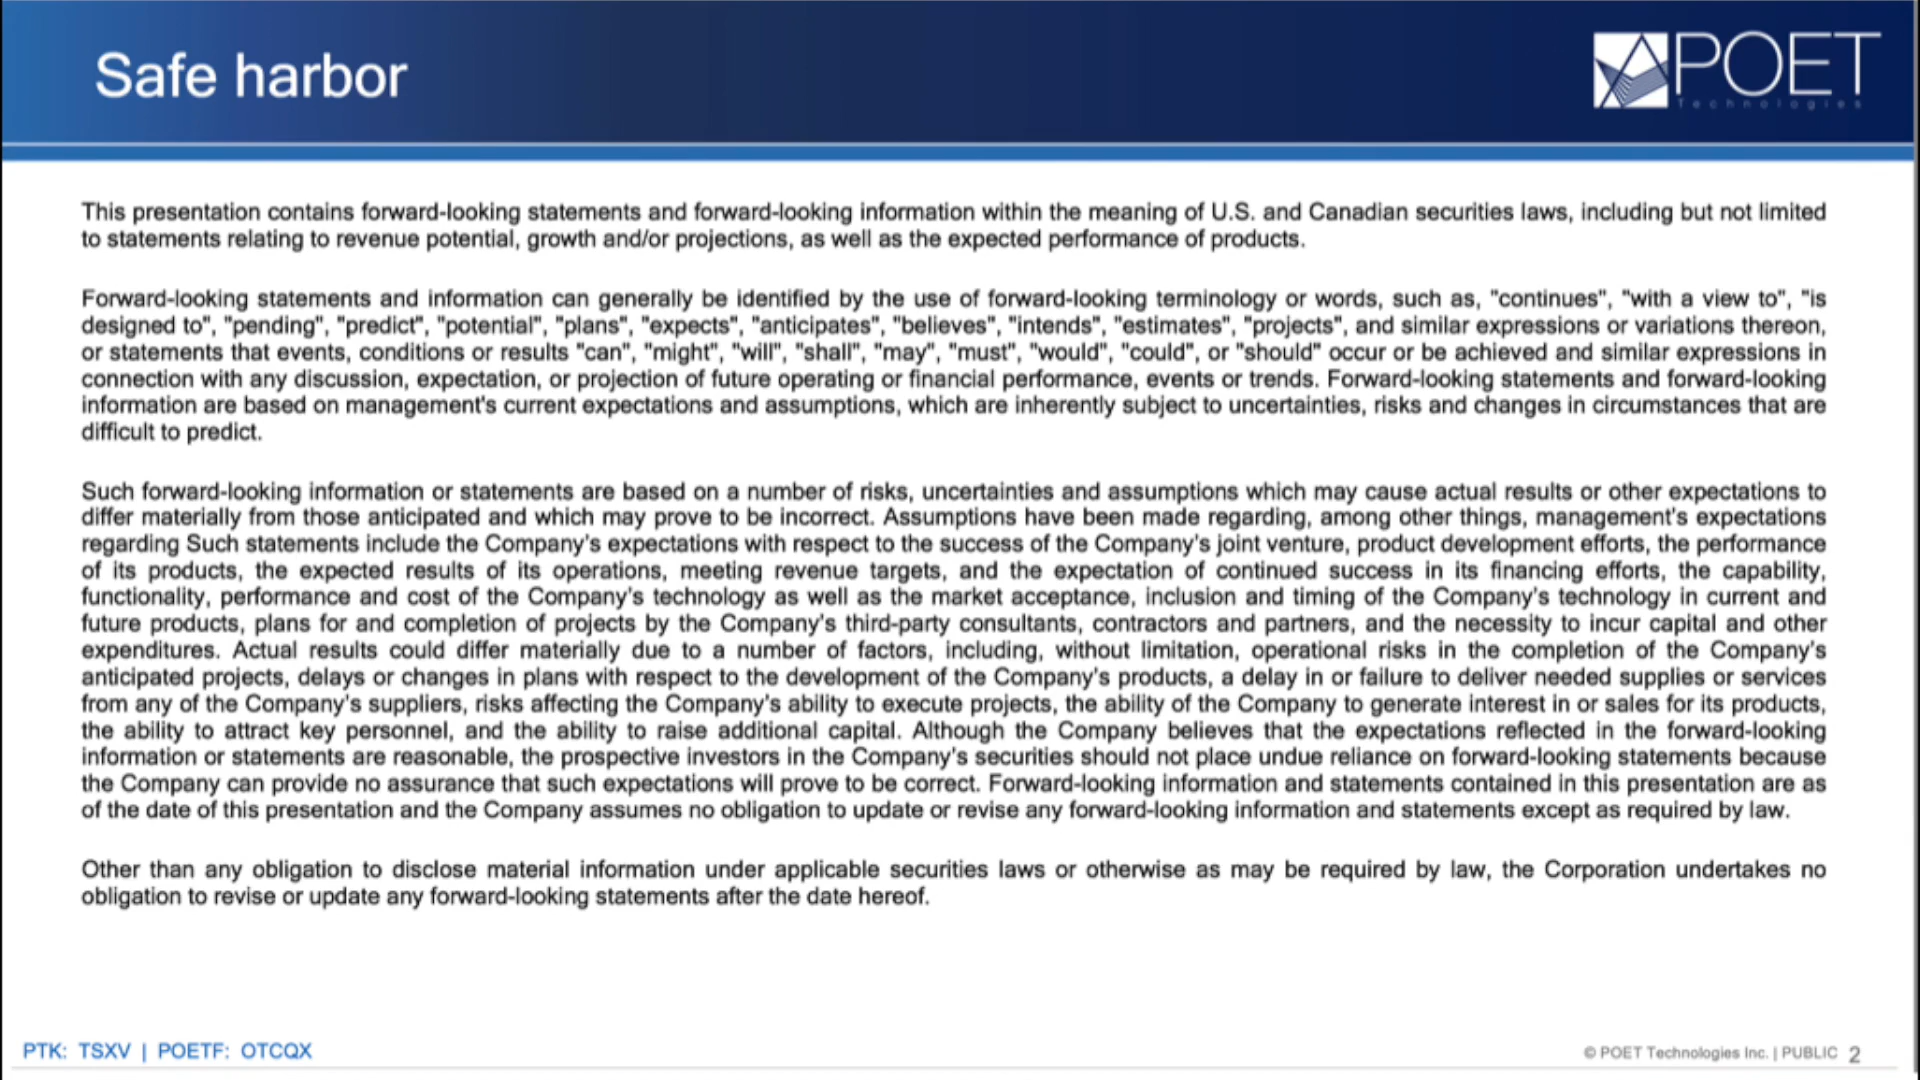 Safe harbor
POET
Technologies
This presentation contains forward-looking statements and forward-looking information within the meaning of U.S. and Canadian securities laws, including but not limited
to statements relating to revenue potential, growth and/or projections, as well as the expected performance of products.
Forward-looking statements and information can generally be identified by the use of forward-looking terminology or words, such as, "continues", "with a view to", "is
designed to", "pending", "predict", "potential", "plans", "expects", "anticipates", "believes", "intends", "estimates", "projects", and similar expressions or variations thereon,
or statements that events, conditions or results "can", "might", "will", "shall", "may", "must", "would", "could", or "should" occur or be achieved and similar expressions in
connection with any discussion, expectation, or projection of future operating or financial performance, events or trends. Forward-looking statements and forward-looking
information are based on management's current expectations and assumptions, which are inherently subject to uncertainties, risks and changes in circumstances that are
difficult to predict.
Such forward-looking information or statements are based on a number of risks, uncertainties and assumptions which may cause actual results or other expectations to
differ materially from those anticipated and which may prove to be incorrect. Assumptions have been made regarding, among other things, management's expectations
regarding Such statements include the Company's expectations with respect to the success of the Company's joint venture, product development efforts, the performance
of its products, the expected results of its operations, meeting revenue targets, and the expectation of continued success in its financing efforts, the capability,
functionality, performance and cost of the Company's technology as well as the market acceptance, inclusion and timing of the Company's technology in current and
future products, plans for and completion of projects by the Company's third-party consultants, contractors and partners, and the necessity to incur capital and other
expenditures. Actual results could differ materially due to a number of factors, including, without limitation, operational risks in the completion of the Company's
anticipated projects, delays or changes in plans with respect to the development of the Company's products, a delay in or failure to deliver needed supplies or services
from any of the Company's suppliers, risks affecting the Company's ability to execute projects, the ability of the Company to generate interest in or sales for its products,
the ability to attract key personnel, and the ability to raise additional capital. Although the Company believes that the expectations reflected in the forward-looking
information or statements are reasonable, the prospective investors in the Company's securities should not place undue reliance on forward-looking statements because
the Company can provide no assurance that such expectations will prove to be correct. Forward-looking information and statements contained in this presentation are as
of the date of this presentation and the Company assumes no obligation to update or revise any forward-looking information and statements except as required by law.
Other than any obligation to disclose material information under applicable securities laws or otherwise as may be required by law, the Corporation undertakes no
obligation to revise or update any forward-looking statements after the date hereof.
PTK: TSXV | POETF: OTCQX
© POET Technologies Inc. | PUBLIC 2